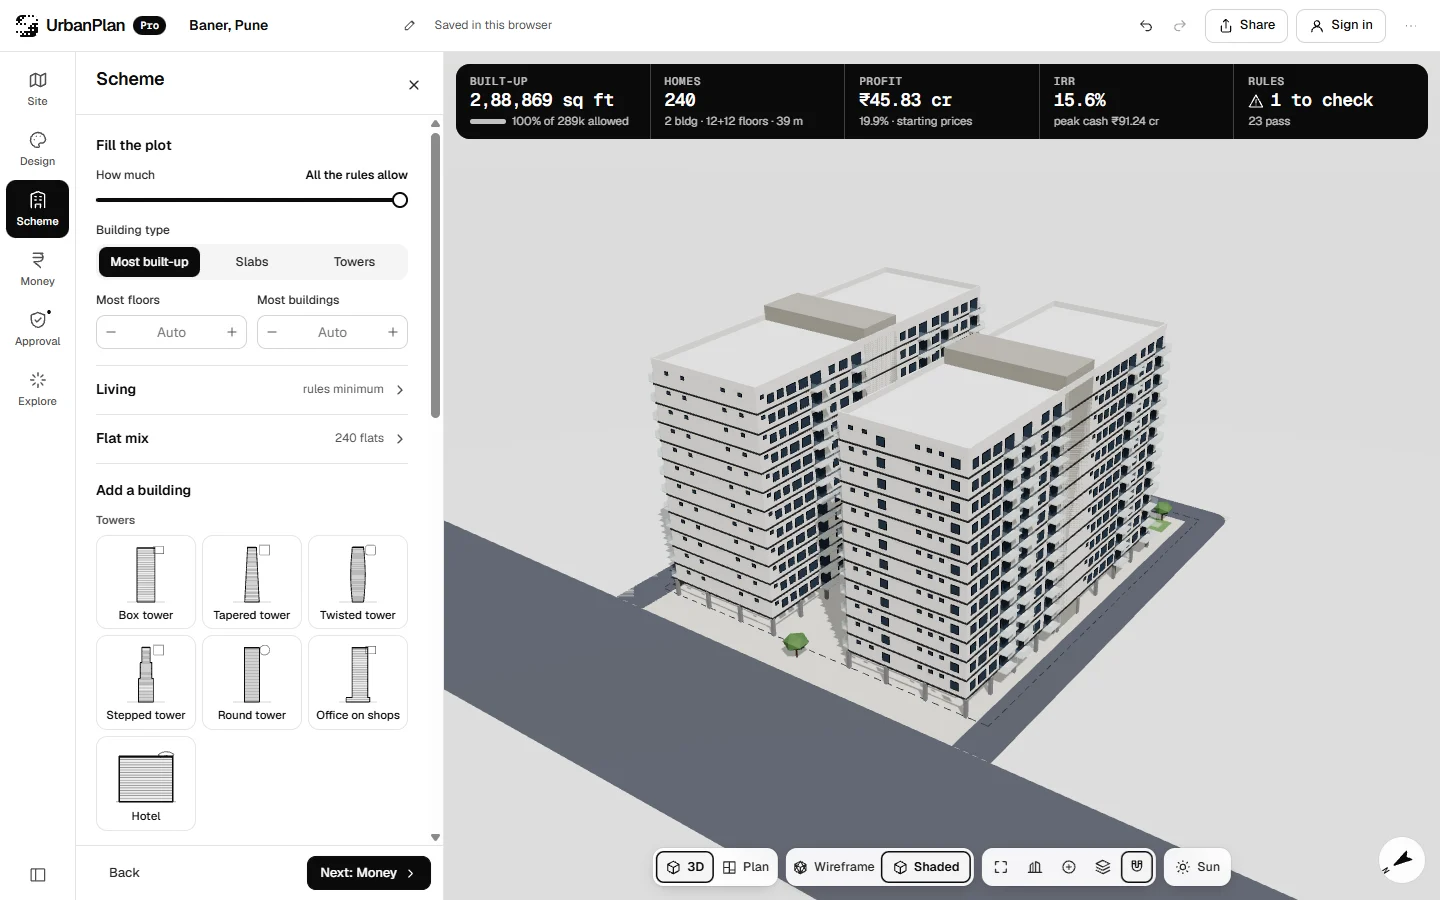 UrbanPlan Pro
Baner, Pune
Saved in this browser
Share
Sign in
Site
Design
Scheme
Money
Approval
Explore
Scheme
Fill the plot
How much
All the rules allow
Building type
Most built-up
Slabs
Towers
Most floors
Most buildings
− Auto +
− Auto +
Living
rules minimum
Flat mix
240 flats
Add a building
Towers
Box tower
Tapered tower
Twisted tower
Stepped tower
Round tower
Office on shops
Hotel
Back
Next: Money
BUILT-UP
2,88,869 sq ft
100% of 289k allowed
HOMES
240
2 bldg · 12+12 floors · 39 m
PROFIT
₹45.83 cr
19.9% · starting prices
IRR
15.6%
peak cash ₹91.24 cr
RULES
1 to check
23 pass
3D
Plan
Wireframe
Shaded
Sun
N